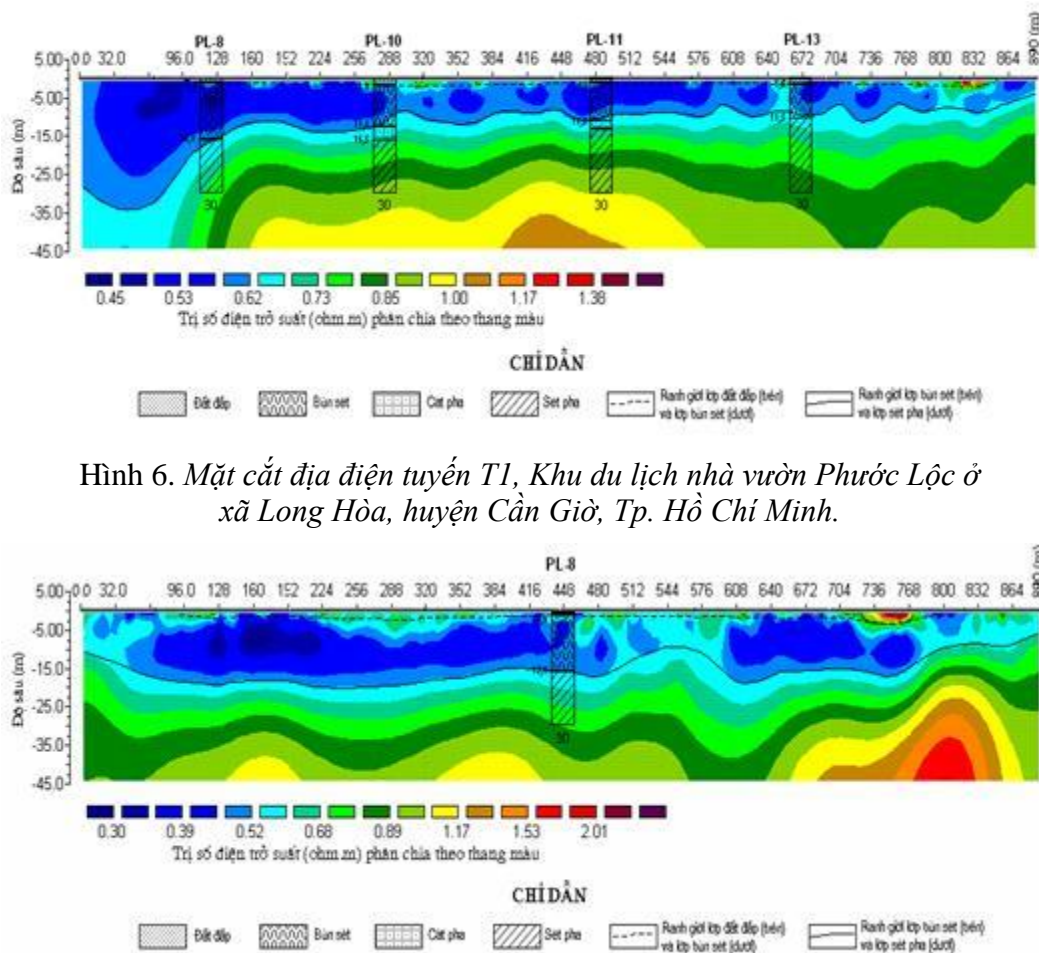 PL-8 PL-10 PL-11 PL-13
5.00 0.0 32.0 96.0 128 160 192 224 256 288 320 352 384 416 448 480 512 544 576 608 640 672 704 736 768 800 832 864
-5.00
-15.0
-25.0
-35.0
-45.0
Độ sâu (m)
30 30 30 30
0.45 0.53 0.62 0.73 0.85 1.00 1.17 1.38
Trị số điện trở suất (ohm.m) phân chia theo thang màu
CHỈ DẪN
Đất đắp Bùn sét Cát pha Sét pha Ranh giới lớp đất đắp (trên) Ranh giới lớp bùn sét (trên)
và lớp bùn sét (dưới) và lớp sét pha (dưới)
Hình 6. Mặt cắt địa điện tuyến T1, Khu du lịch nhà vườn Phước Lộc ở
xã Long Hòa, huyện Cần Giờ, Tp. Hồ Chí Minh.
PL-8
5.00 0.0 32.0 96.0 128 160 192 224 256 288 320 352 384 416 448 480 512 544 576 608 640 672 704 736 768 800 832 864
-5.00
-15.0
-25.0
-35.0
-45.0
Độ sâu (m)
30
0.30 0.39 0.52 0.68 0.89 1.17 1.53 2.01
Trị số điện trở suất (ohm.m) phân chia theo thang màu
CHỈ DẪN
Đất đắp Bùn sét Cát pha Sét pha Ranh giới lớp đất đắp (trên) Ranh giới lớp bùn sét (trên)
và lớp bùn sét (dưới) và lớp sét pha (dưới)